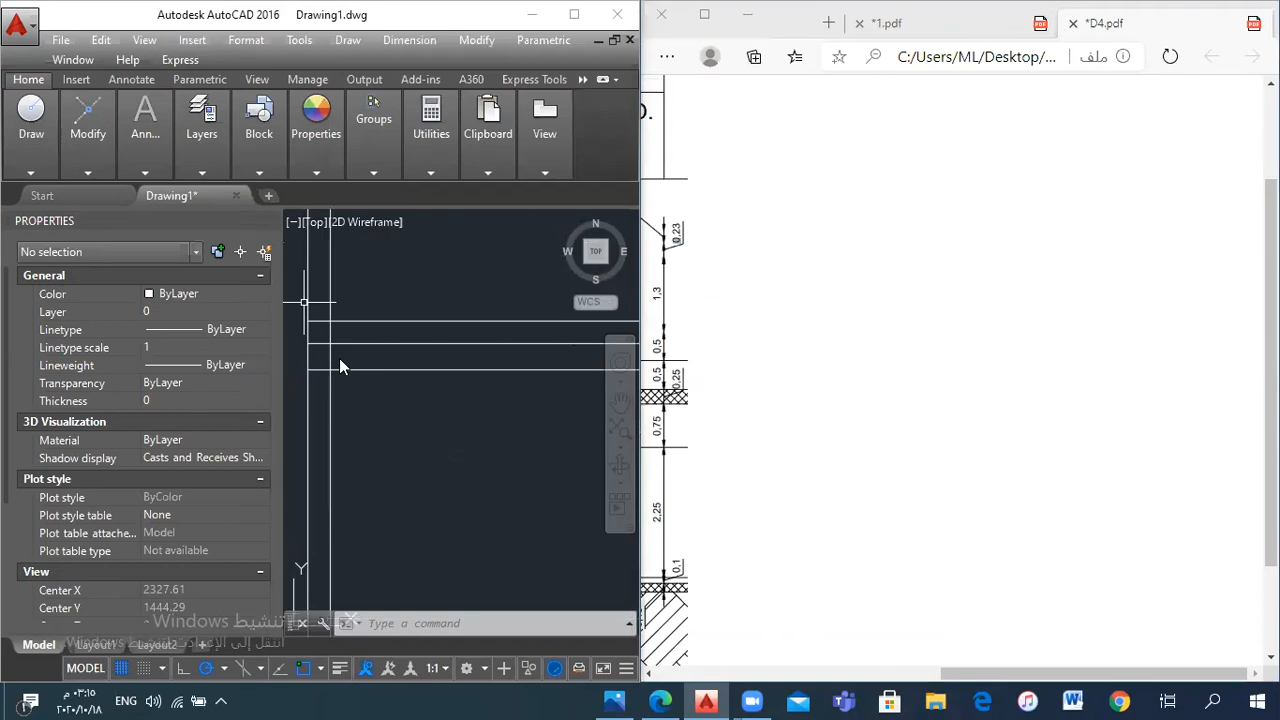 Autodesk AutoCAD 2016 Drawing1.dwg
File Edit View Insert Format Tools Draw Dimension Modify Parametric
Window Help Express
Home Insert Annotate Parametric View Manage Output Add-ins A360 Express Tools
Draw Modify Ann... Layers Block Properties Groups Utilities Clipboard View
Start Drawing1*
PROPERTIES
No selection
General
Color ByLayer
Layer 0
Linetype ByLayer
Linetype scale 1
Lineweight ByLayer
Transparency ByLayer
Thickness 0
3D Visualization
Material ByLayer
Shadow display Casts and Receives Sh...
Plot style
Plot style ByColor
Plot style table None
Plot table attache... Model
Plot table type Not available
View
Center X 2327.61
Center Y 1444.29
[−][Top][2D Wireframe]
N
W TOP E
S
WCS
Y
X
Type a command
تنشيط Windows
Model Layout1 Layout2 +
MODEL 1:1
*1.pdf *D4.pdf
C:/Users/ML/Desktop/... ملف
0,23
1,3
0,5
0,5
0,25
0,75
2,25
0,1
ENG
٠٣:١٥ م
٢٠٢٠/١٠/١٨